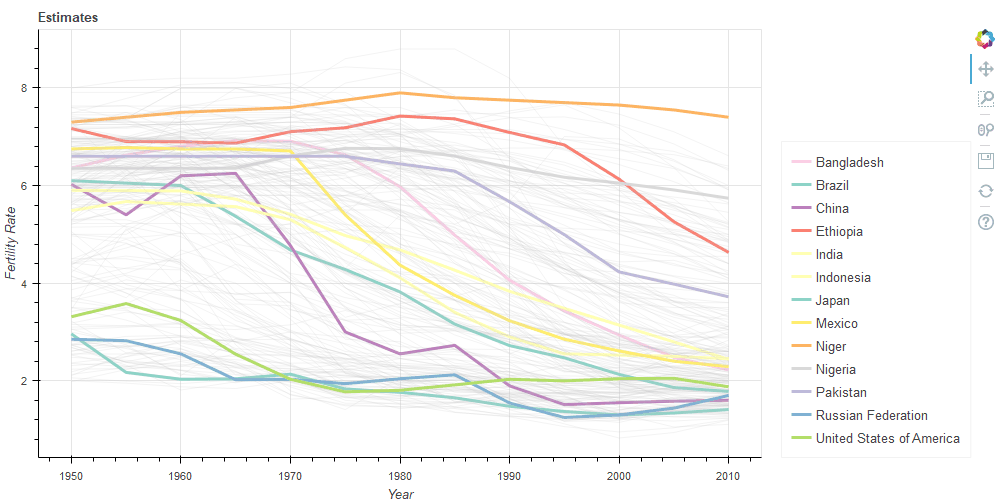 Estimates
8
6
4
2
Fertility Rate
1950 1960 1970 1980 1990 2000 2010
Year
Bangladesh
Brazil
China
Ethiopia
India
Indonesia
Japan
Mexico
Niger
Nigeria
Pakistan
Russian Federation
United States of America